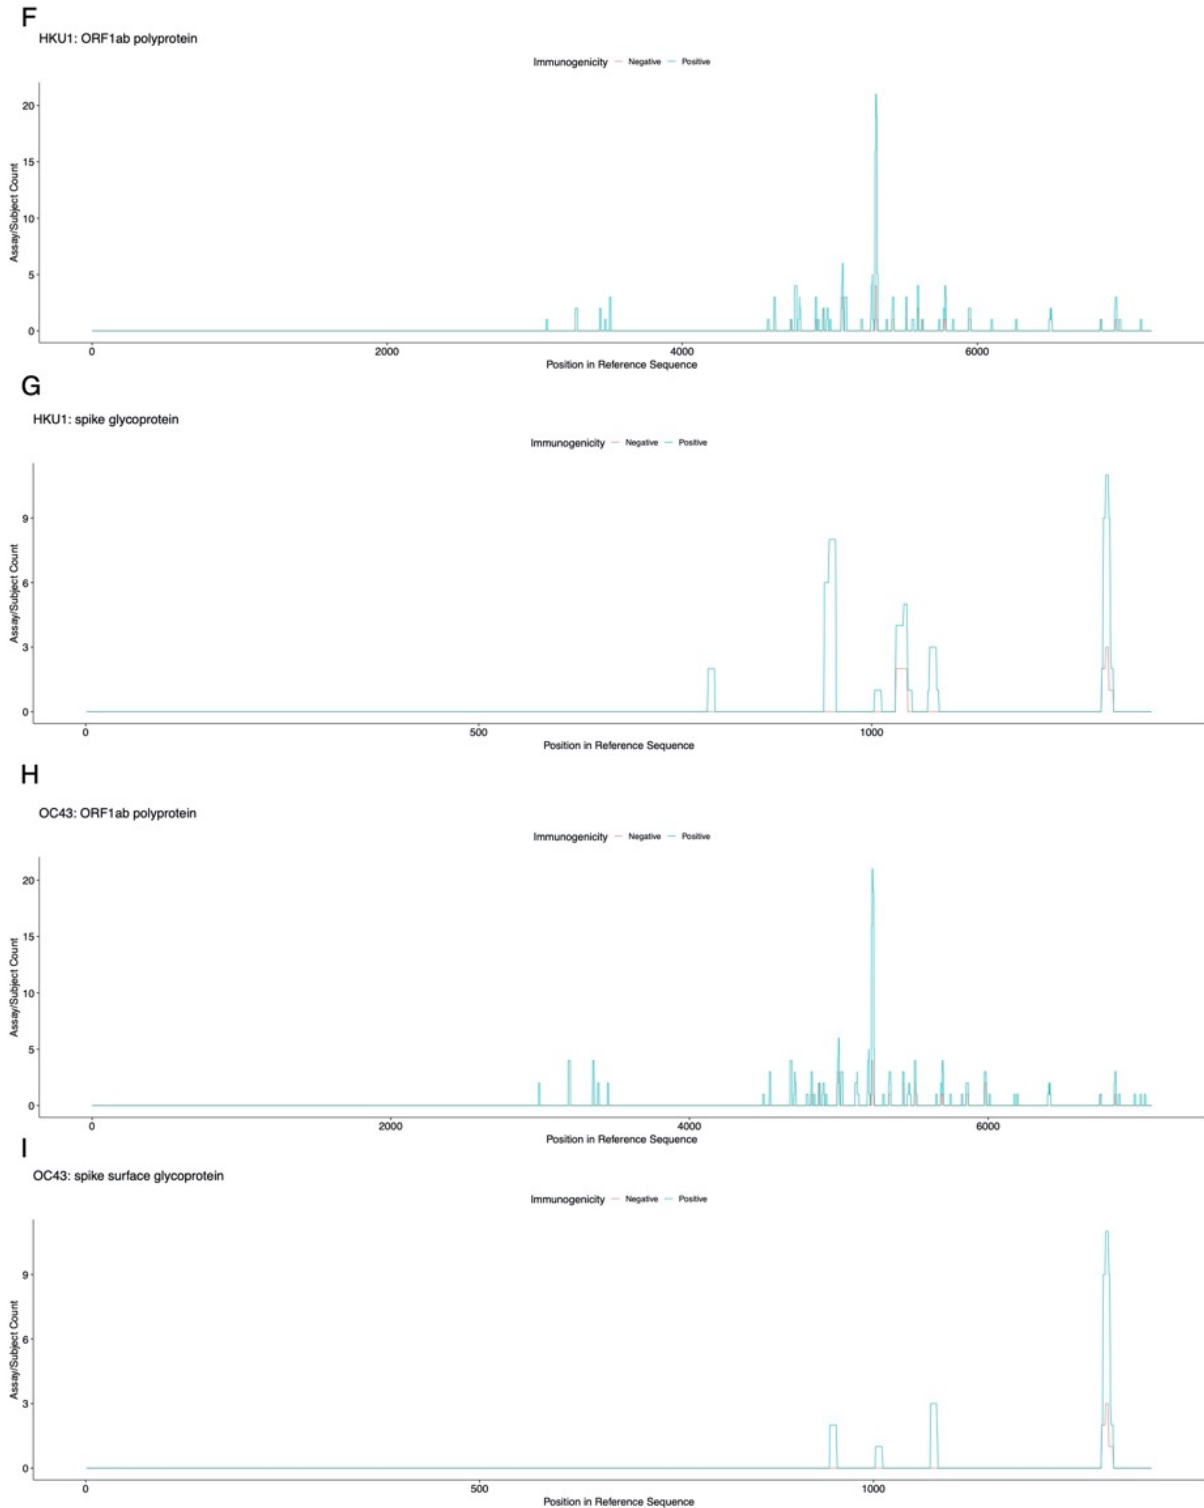 F
HKU1: ORF1ab polyprotein
Immunogenicity Negative Positive
Assay/Subject Count
20
15
10
5
0
0 2000 4000 6000
Position in Reference Sequence
G
HKU1: spike glycoprotein
Immunogenicity Negative Positive
Assay/Subject Count
9
6
3
0
0 500 1000
Position in Reference Sequence
H
OC43: ORF1ab polyprotein
Immunogenicity Negative Positive
Assay/Subject Count
20
15
10
5
0
0 2000 4000 6000
Position in Reference Sequence
I
OC43: spike surface glycoprotein
Immunogenicity Negative Positive
Assay/Subject Count
9
6
3
0
0 500 1000
Position in Reference Sequence